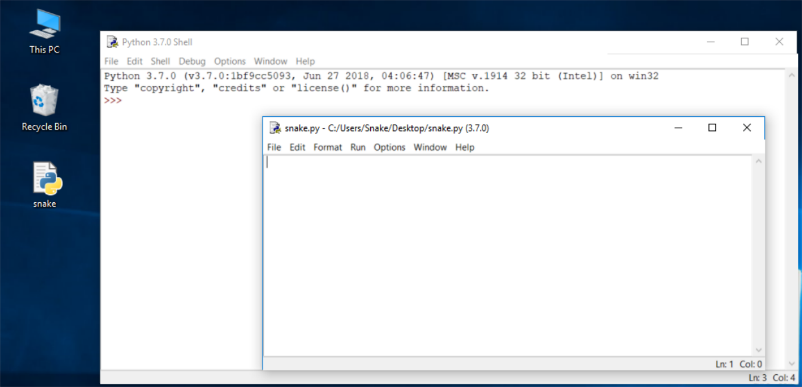 This PC
Recycle Bin
snake
Python 3.7.0 Shell
File Edit Shell Debug Options Window Help
Python 3.7.0 (v3.7.0:1bf9cc5093, Jun 27 2018, 04:06:47) [MSC v.1914 32 bit (Intel)] on win32
Type "copyright", "credits" or "license()" for more information.
>>>
snake.py - C:/Users/Snake/Desktop/snake.py (3.7.0)
File Edit Format Run Options Window Help
Ln: 1 Col: 0
Ln: 3 Col: 4